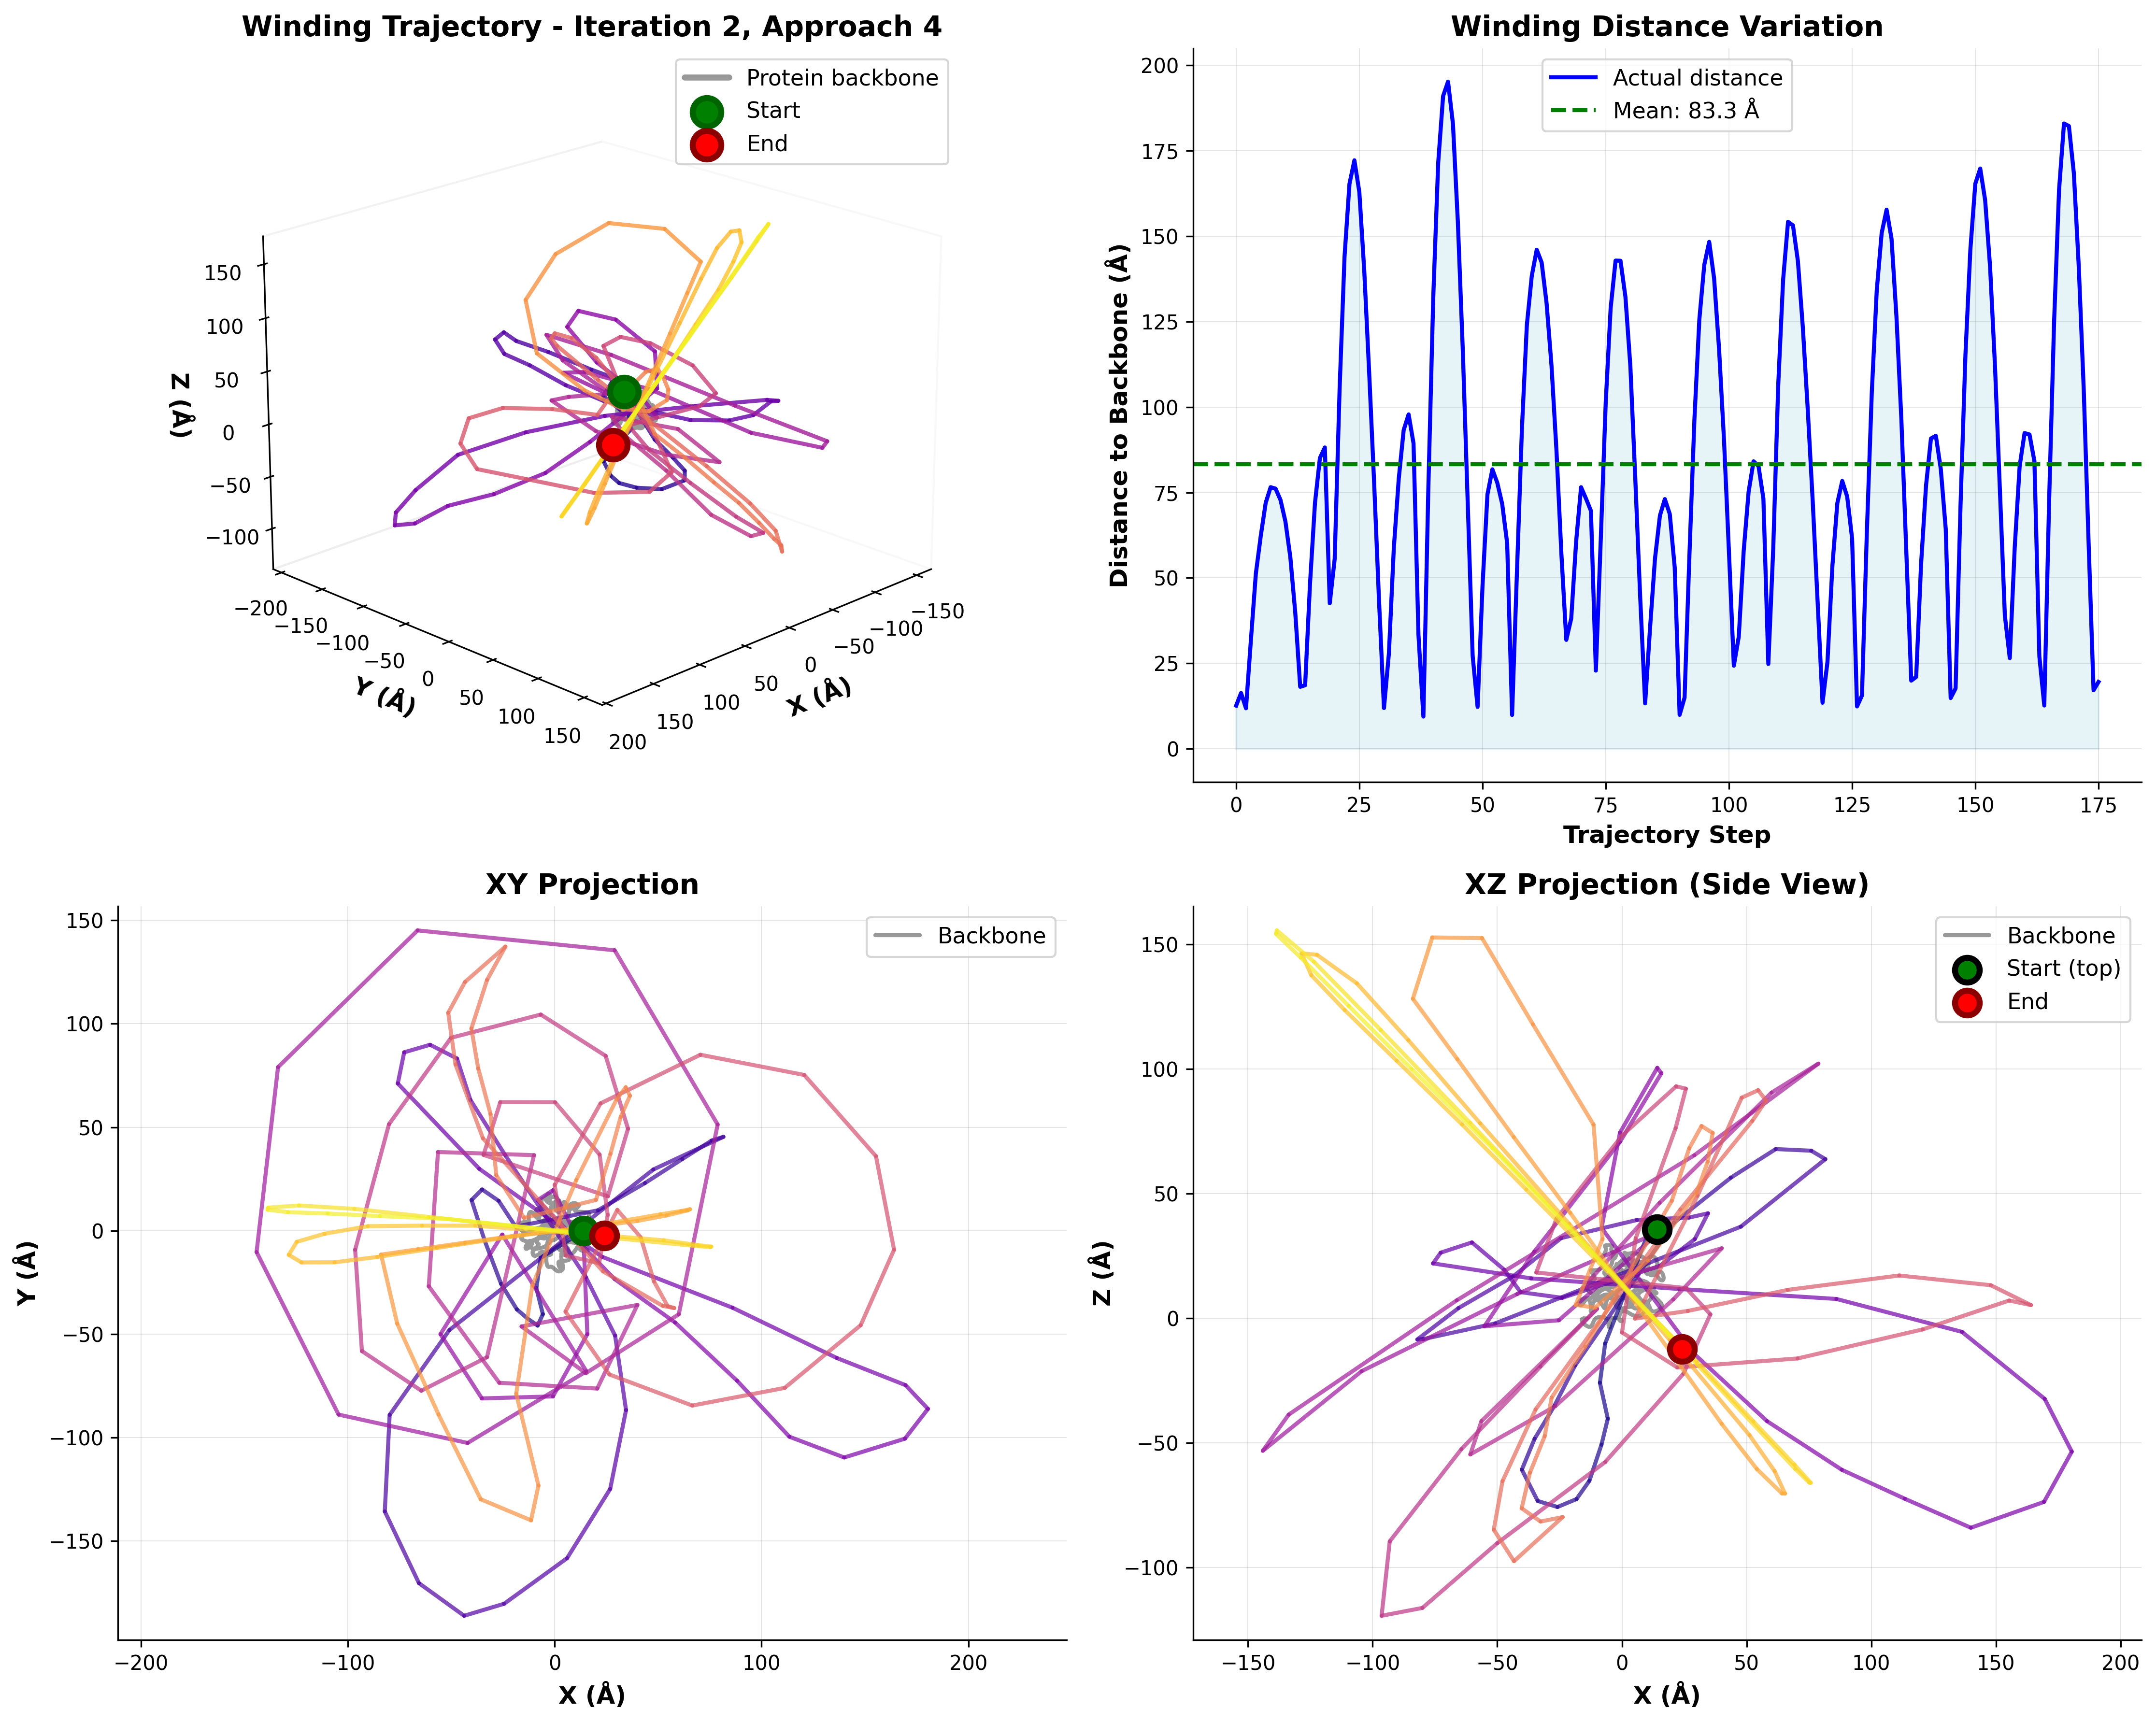 Winding Trajectory - Iteration 2, Approach 4
Protein backbone
Start
End
150
100
50
0
−50
−100
Z (Å)
−200
−150
−100
−50
0
50
100
150
Y (Å)
−150
−100
−50
0
50
100
150
200
X (Å)
Winding Distance Variation
Actual distance
Mean: 83.3 Å
200
175
150
125
100
75
50
25
0
Distance to Backbone (Å)
0
25
50
75
100
125
150
175
Trajectory Step
XY Projection
Backbone
150
100
50
0
−50
−100
−150
Y (Å)
−200
−100
0
100
200
X (Å)
XZ Projection (Side View)
Backbone
Start (top)
End
150
100
50
0
−50
−100
Z (Å)
−150
−100
−50
0
50
100
150
200
X (Å)